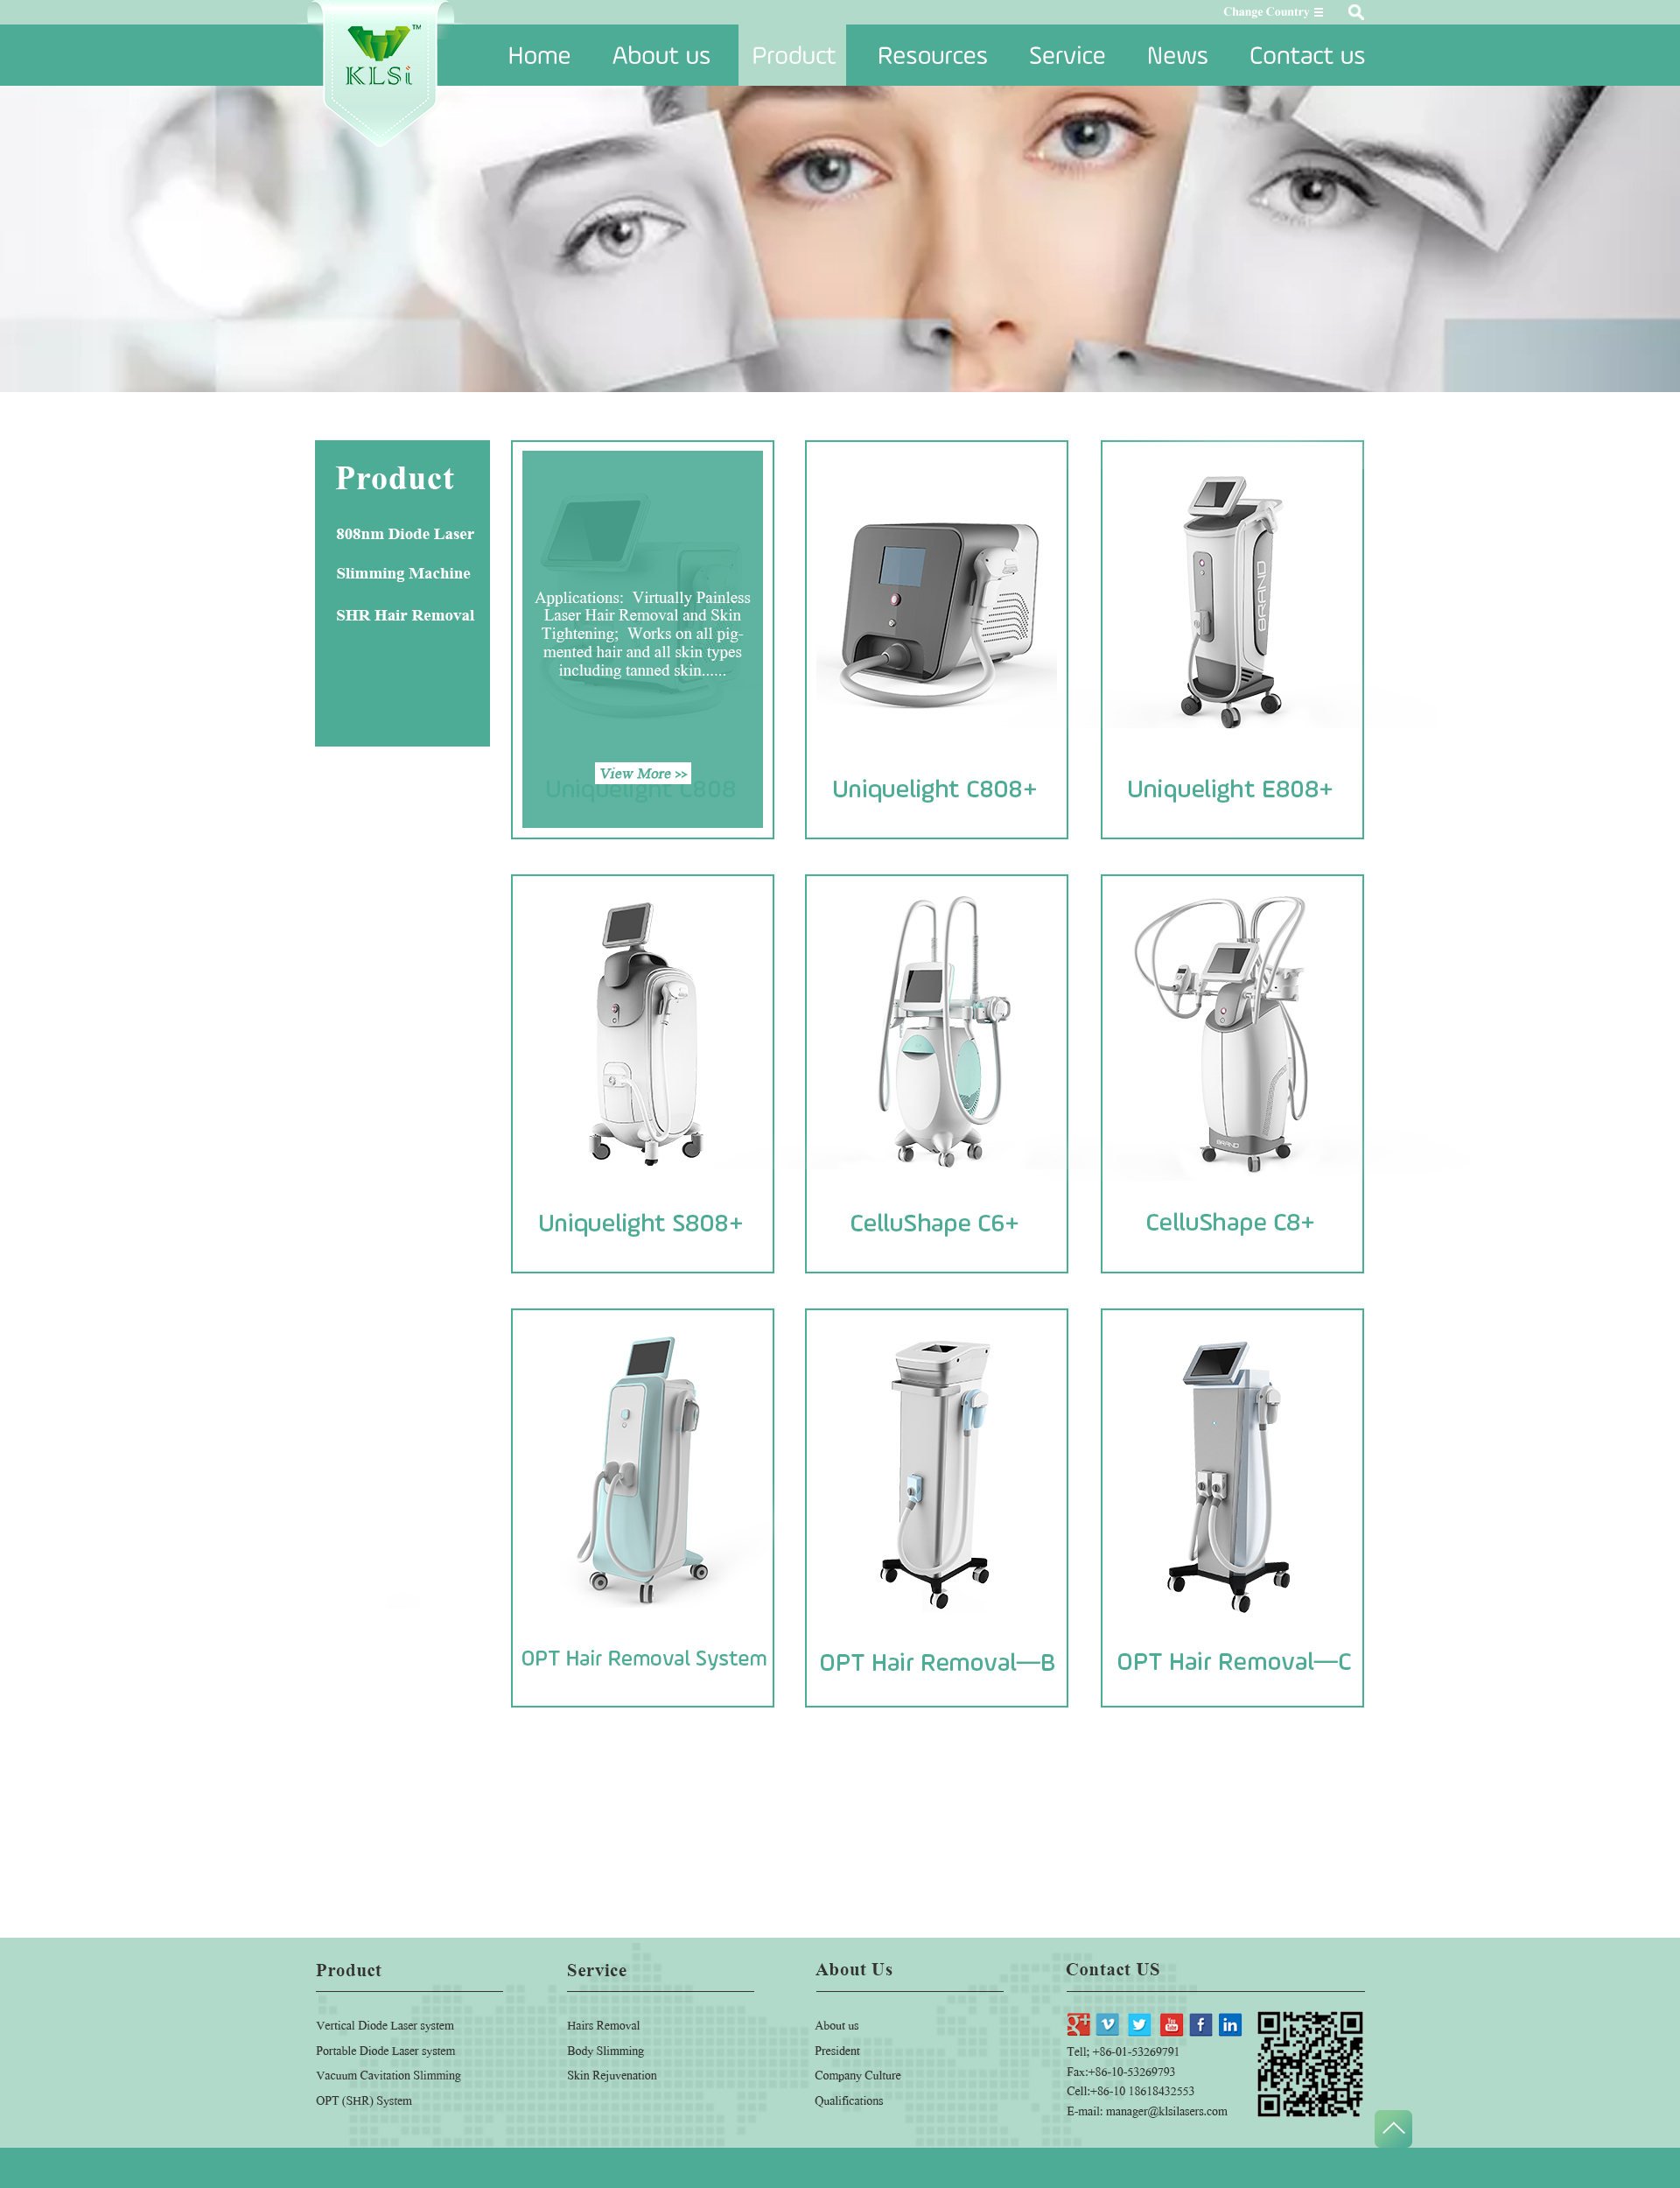 Change Country
KLSi™
Home About us Product Resources Service News Contact us
Product
808nm Diode Laser
Slimming Machine
SHR Hair Removal
Applications: Virtually Painless
Laser Hair Removal and Skin
Tightening; Works on all pig-
mented hair and all skin types
including tanned skin......
View More >>
Uniquelight C808
Uniquelight C808+
BRAND
Uniquelight E808+
Uniquelight S808+
CelluShape C6+
BRAND
CelluShape C8+
OPT Hair Removal System
OPT Hair Removal—B
OPT Hair Removal—C
Product
Vertical Diode Laser system
Portable Diode Laser system
Vacuum Cavitation Slimming
OPT (SHR) System
Service
Hairs Removal
Body Slimming
Skin Rejuvenation
About Us
About us
President
Company Culture
Qualifications
Contact US
g+ You Tube f in
Tell; +86-01-53269791
Fax:+86-10-53269793
Cell:+86-10 18618432553
E-mail: manager@klsilasers.com